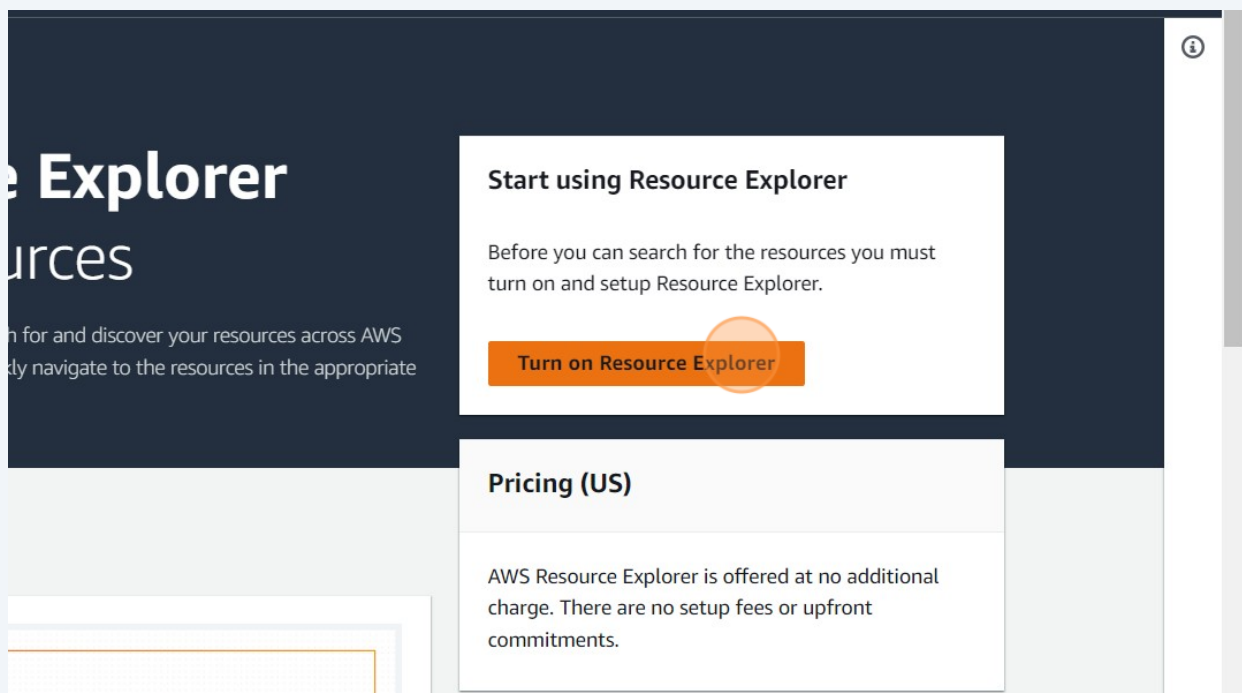 Explorer
urces
h for and discover your resources across AWS
navigate to the resources in the appropriate
Start using Resource Explorer
Before you can search for the resources you must
turn on and setup Resource Explorer.
Turn on Resource Explorer
Pricing (US)
AWS Resource Explorer is offered at no additional
charge. There are no setup fees or upfront
commitments.